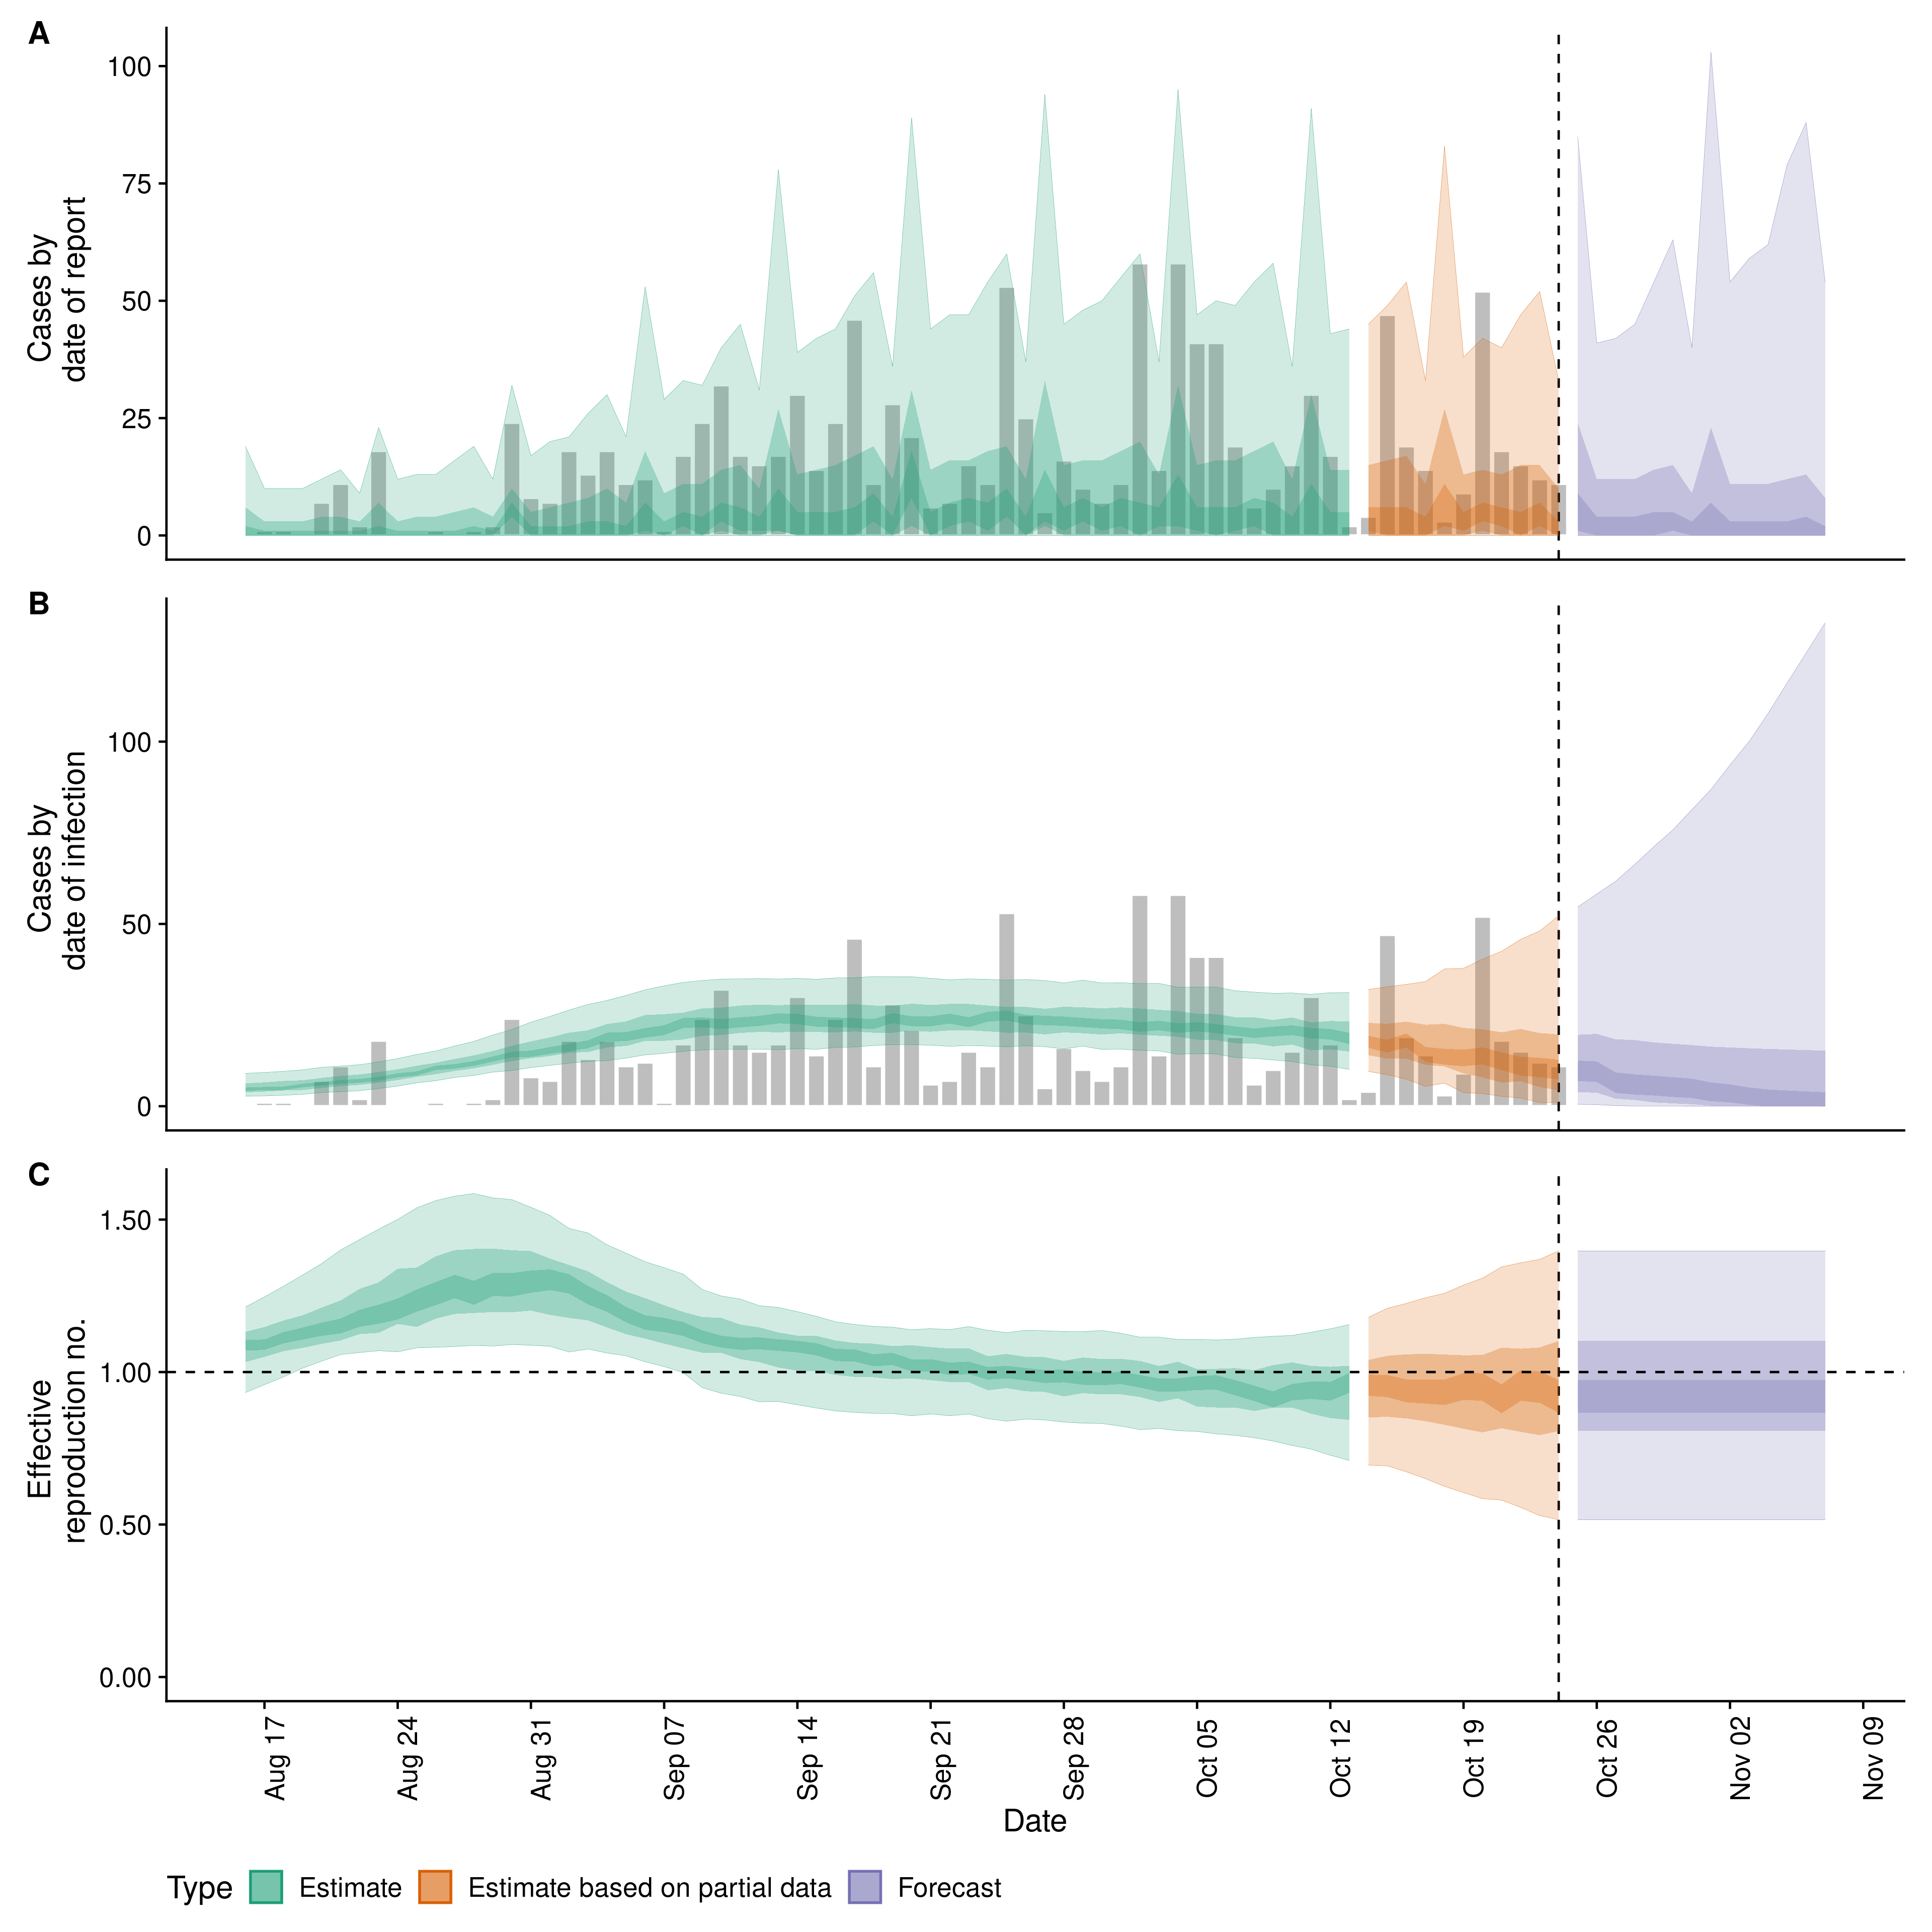 A
Cases by
date of report
100
75
50
25
0
B
Cases by
date of infection
100
50
0
C
Effective
reproduction no.
1.50
1.00
0.50
0.00
Aug 17
Aug 24
Aug 31
Sep 07
Sep 14
Sep 21
Sep 28
Oct 05
Oct 12
Oct 19
Oct 26
Nov 02
Nov 09
Date
Type Estimate Estimate based on partial data Forecast